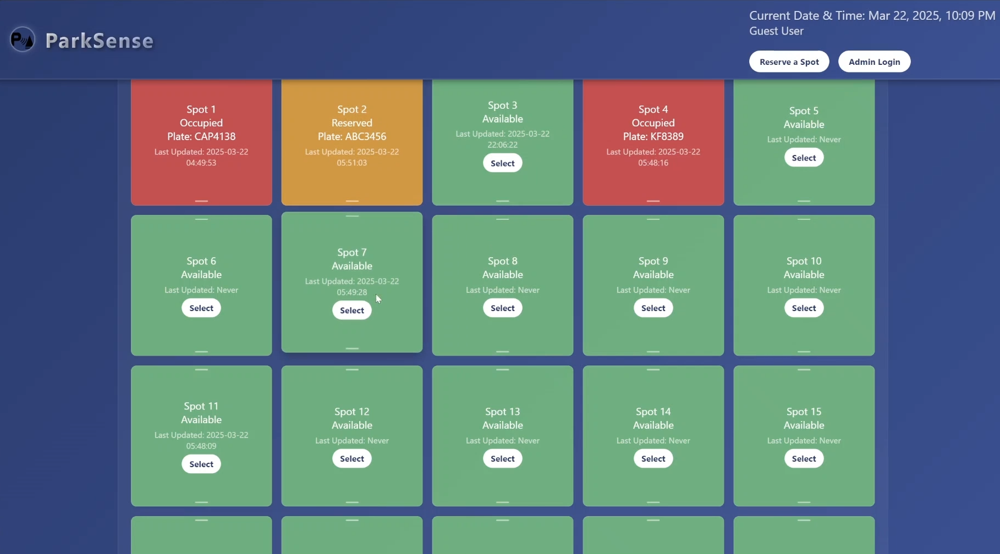 Current Date & Time: Mar 22, 2025, 10:09 PM
Guest User
ParkSense
Reserve a Spot
Admin Login
Spot 1
Occupied
Plate: CAP4138
Last Updated: 2025-03-22
04:49:53
Spot 2
Reserved
Plate: ABC3456
Last Updated: 2025-03-22
05:51:03
Spot 3
Available
Last Updated: 2025-03-22
22:06:22
Select
Spot 4
Occupied
Plate: KF8389
Last Updated: 2025-03-22
05:48:16
Spot 5
Available
Last Updated: Never
Select
Spot 6
Available
Last Updated: Never
Select
Spot 7
Available
Last Updated: 2025-03-22
05:49:28
Select
Spot 8
Available
Last Updated: Never
Select
Spot 9
Available
Last Updated: Never
Select
Spot 10
Available
Last Updated: Never
Select
Spot 11
Available
Last Updated: 2025-03-22
05:48:09
Select
Spot 12
Available
Last Updated: Never
Select
Spot 13
Available
Last Updated: Never
Select
Spot 14
Available
Last Updated: Never
Select
Spot 15
Available
Last Updated: Never
Select